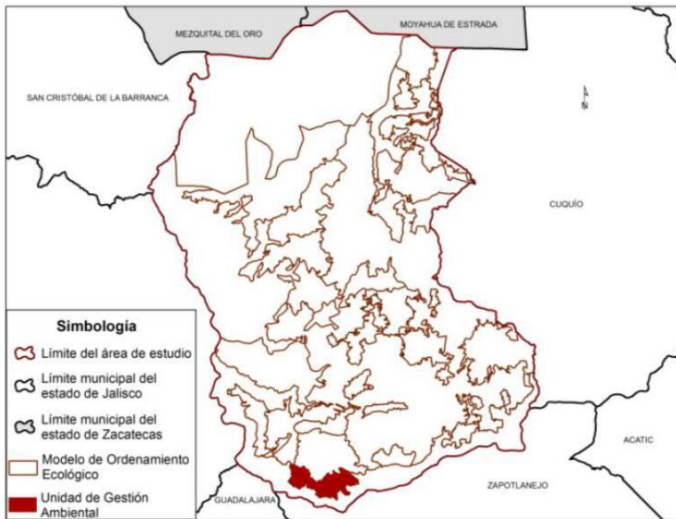 MEZQUITAL DEL ORO
MOYAHUA DE ESTRADA
SAN CRISTÓBAL DE LA BARRANCA
N
CUQUÍO
Simbología
Límite del área de estudio
Límite municipal del
estado de Jalisco
Límite municipal del
estado de Zacatecas
Modelo de Ordenamiento
Ecológico
Unidad de Gestión
Ambiental
GUADALAJARA
ZAPOTLANEJO
ACATIC